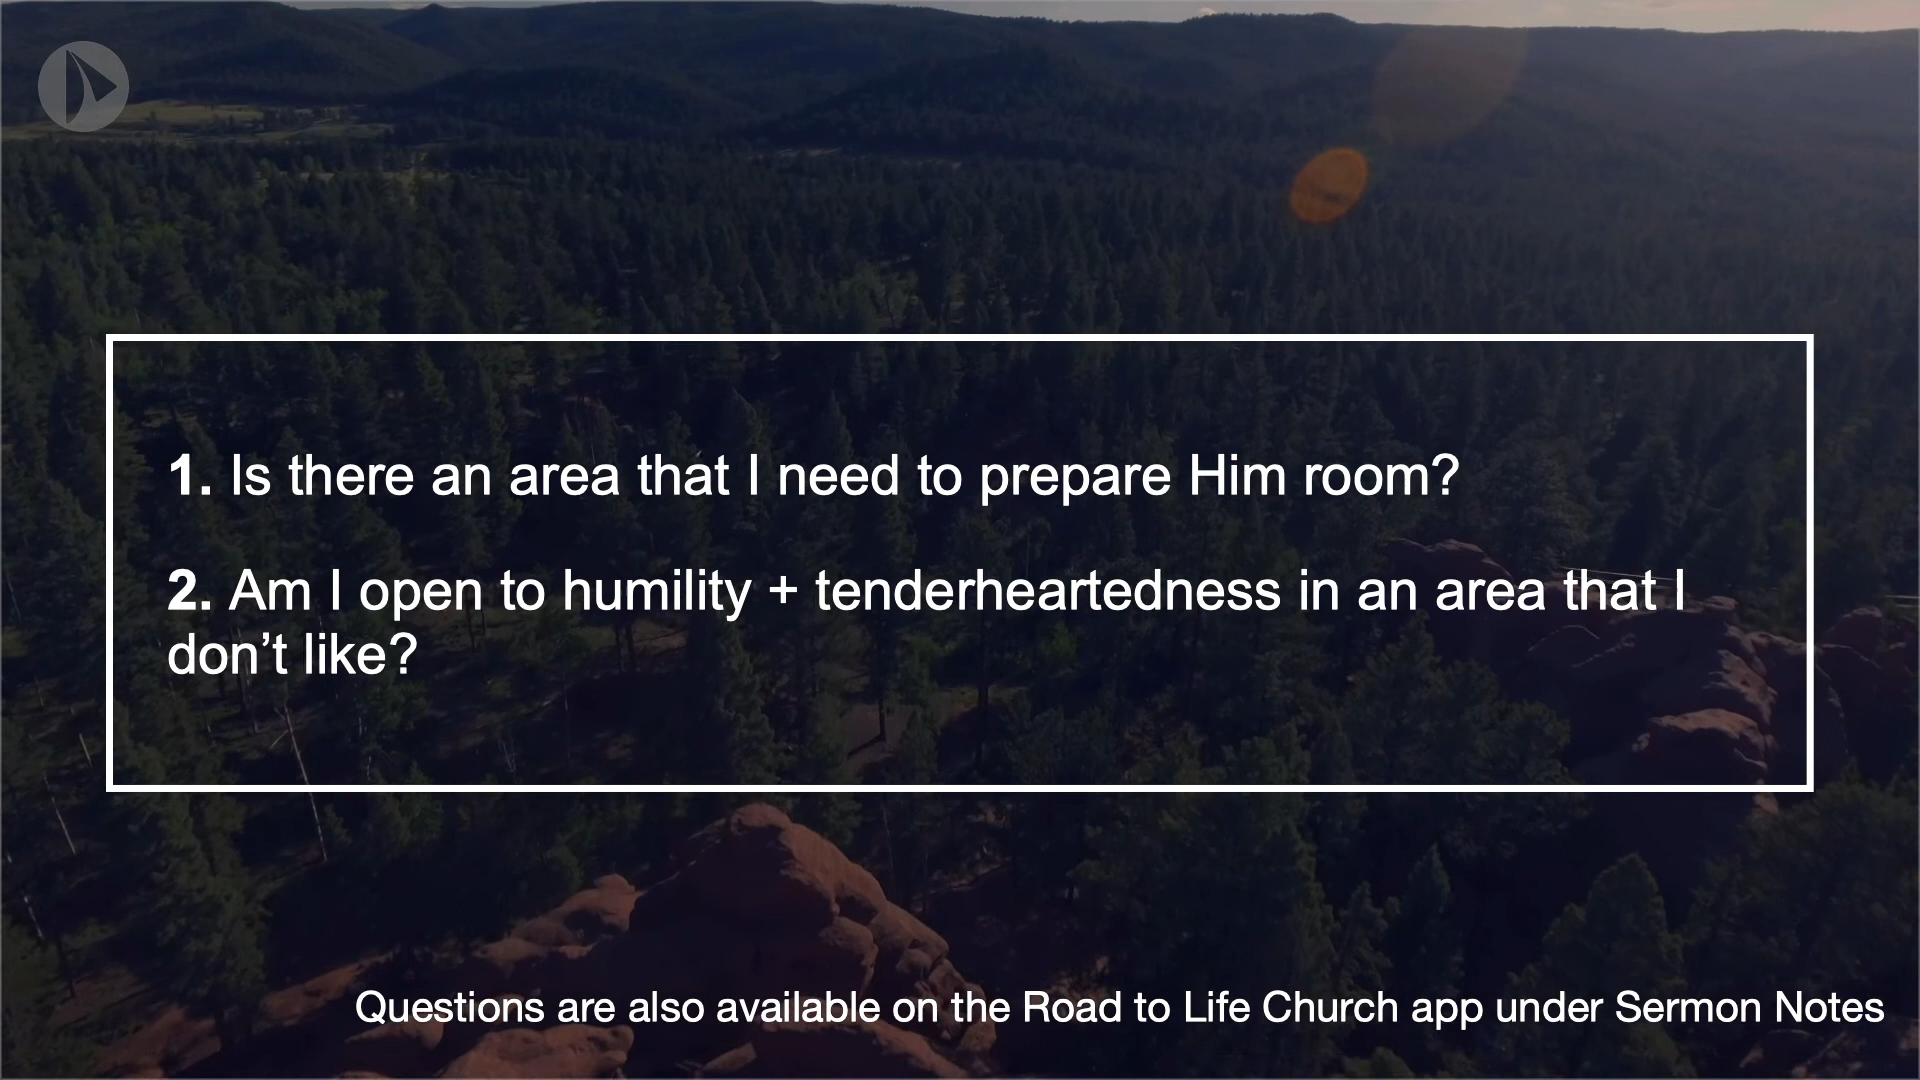 1. Is there an area that I need to prepare Him room?
2. Am I open to humility + tenderheartedness in an area that I
don’t like?
Questions are also available on the Road to Life Church app under Sermon Notes